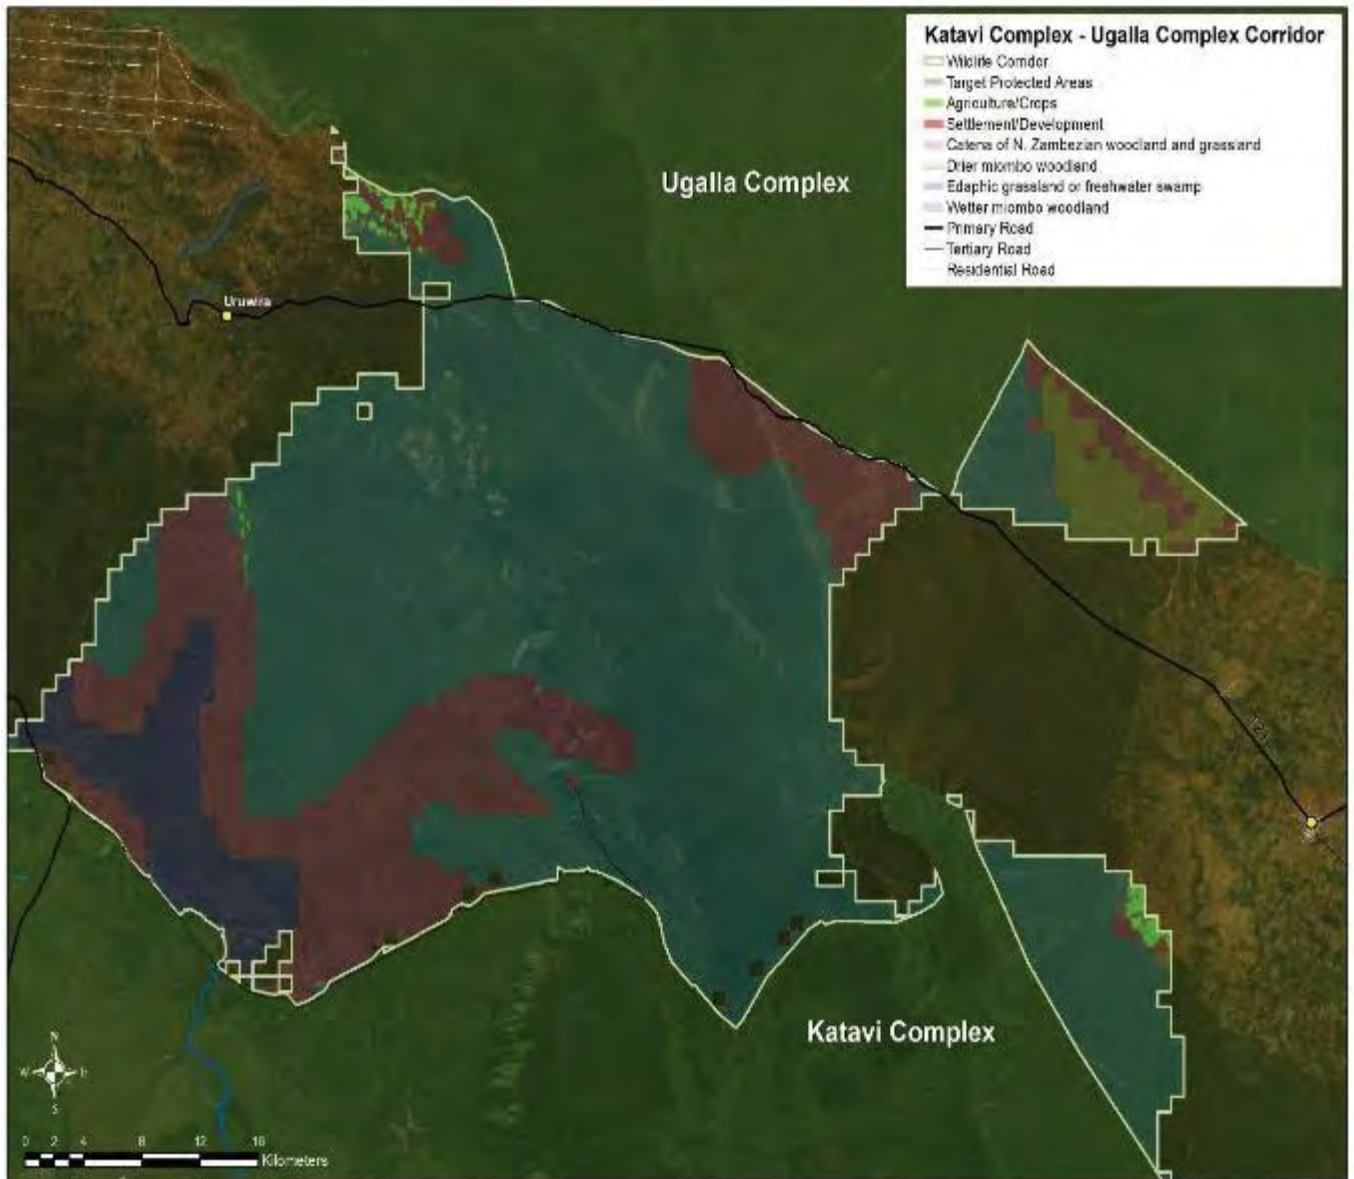 Katavi Complex - Ugalla Complex Corridor
Wildlife Corridor
Target Protected Areas
Agriculture/Crops
Settlement/Development
Catena of N. Zambezian woodland and grassland
Drier miombo woodland
Edaphic grassland or freshwater swamp
Wetter miombo woodland
Primary Road
Tertiary Road
Residential Road
Ugalla Complex
Uruwira
Katavi Complex
N
W
E
S
0 2 4 8 12 16
Kilometers